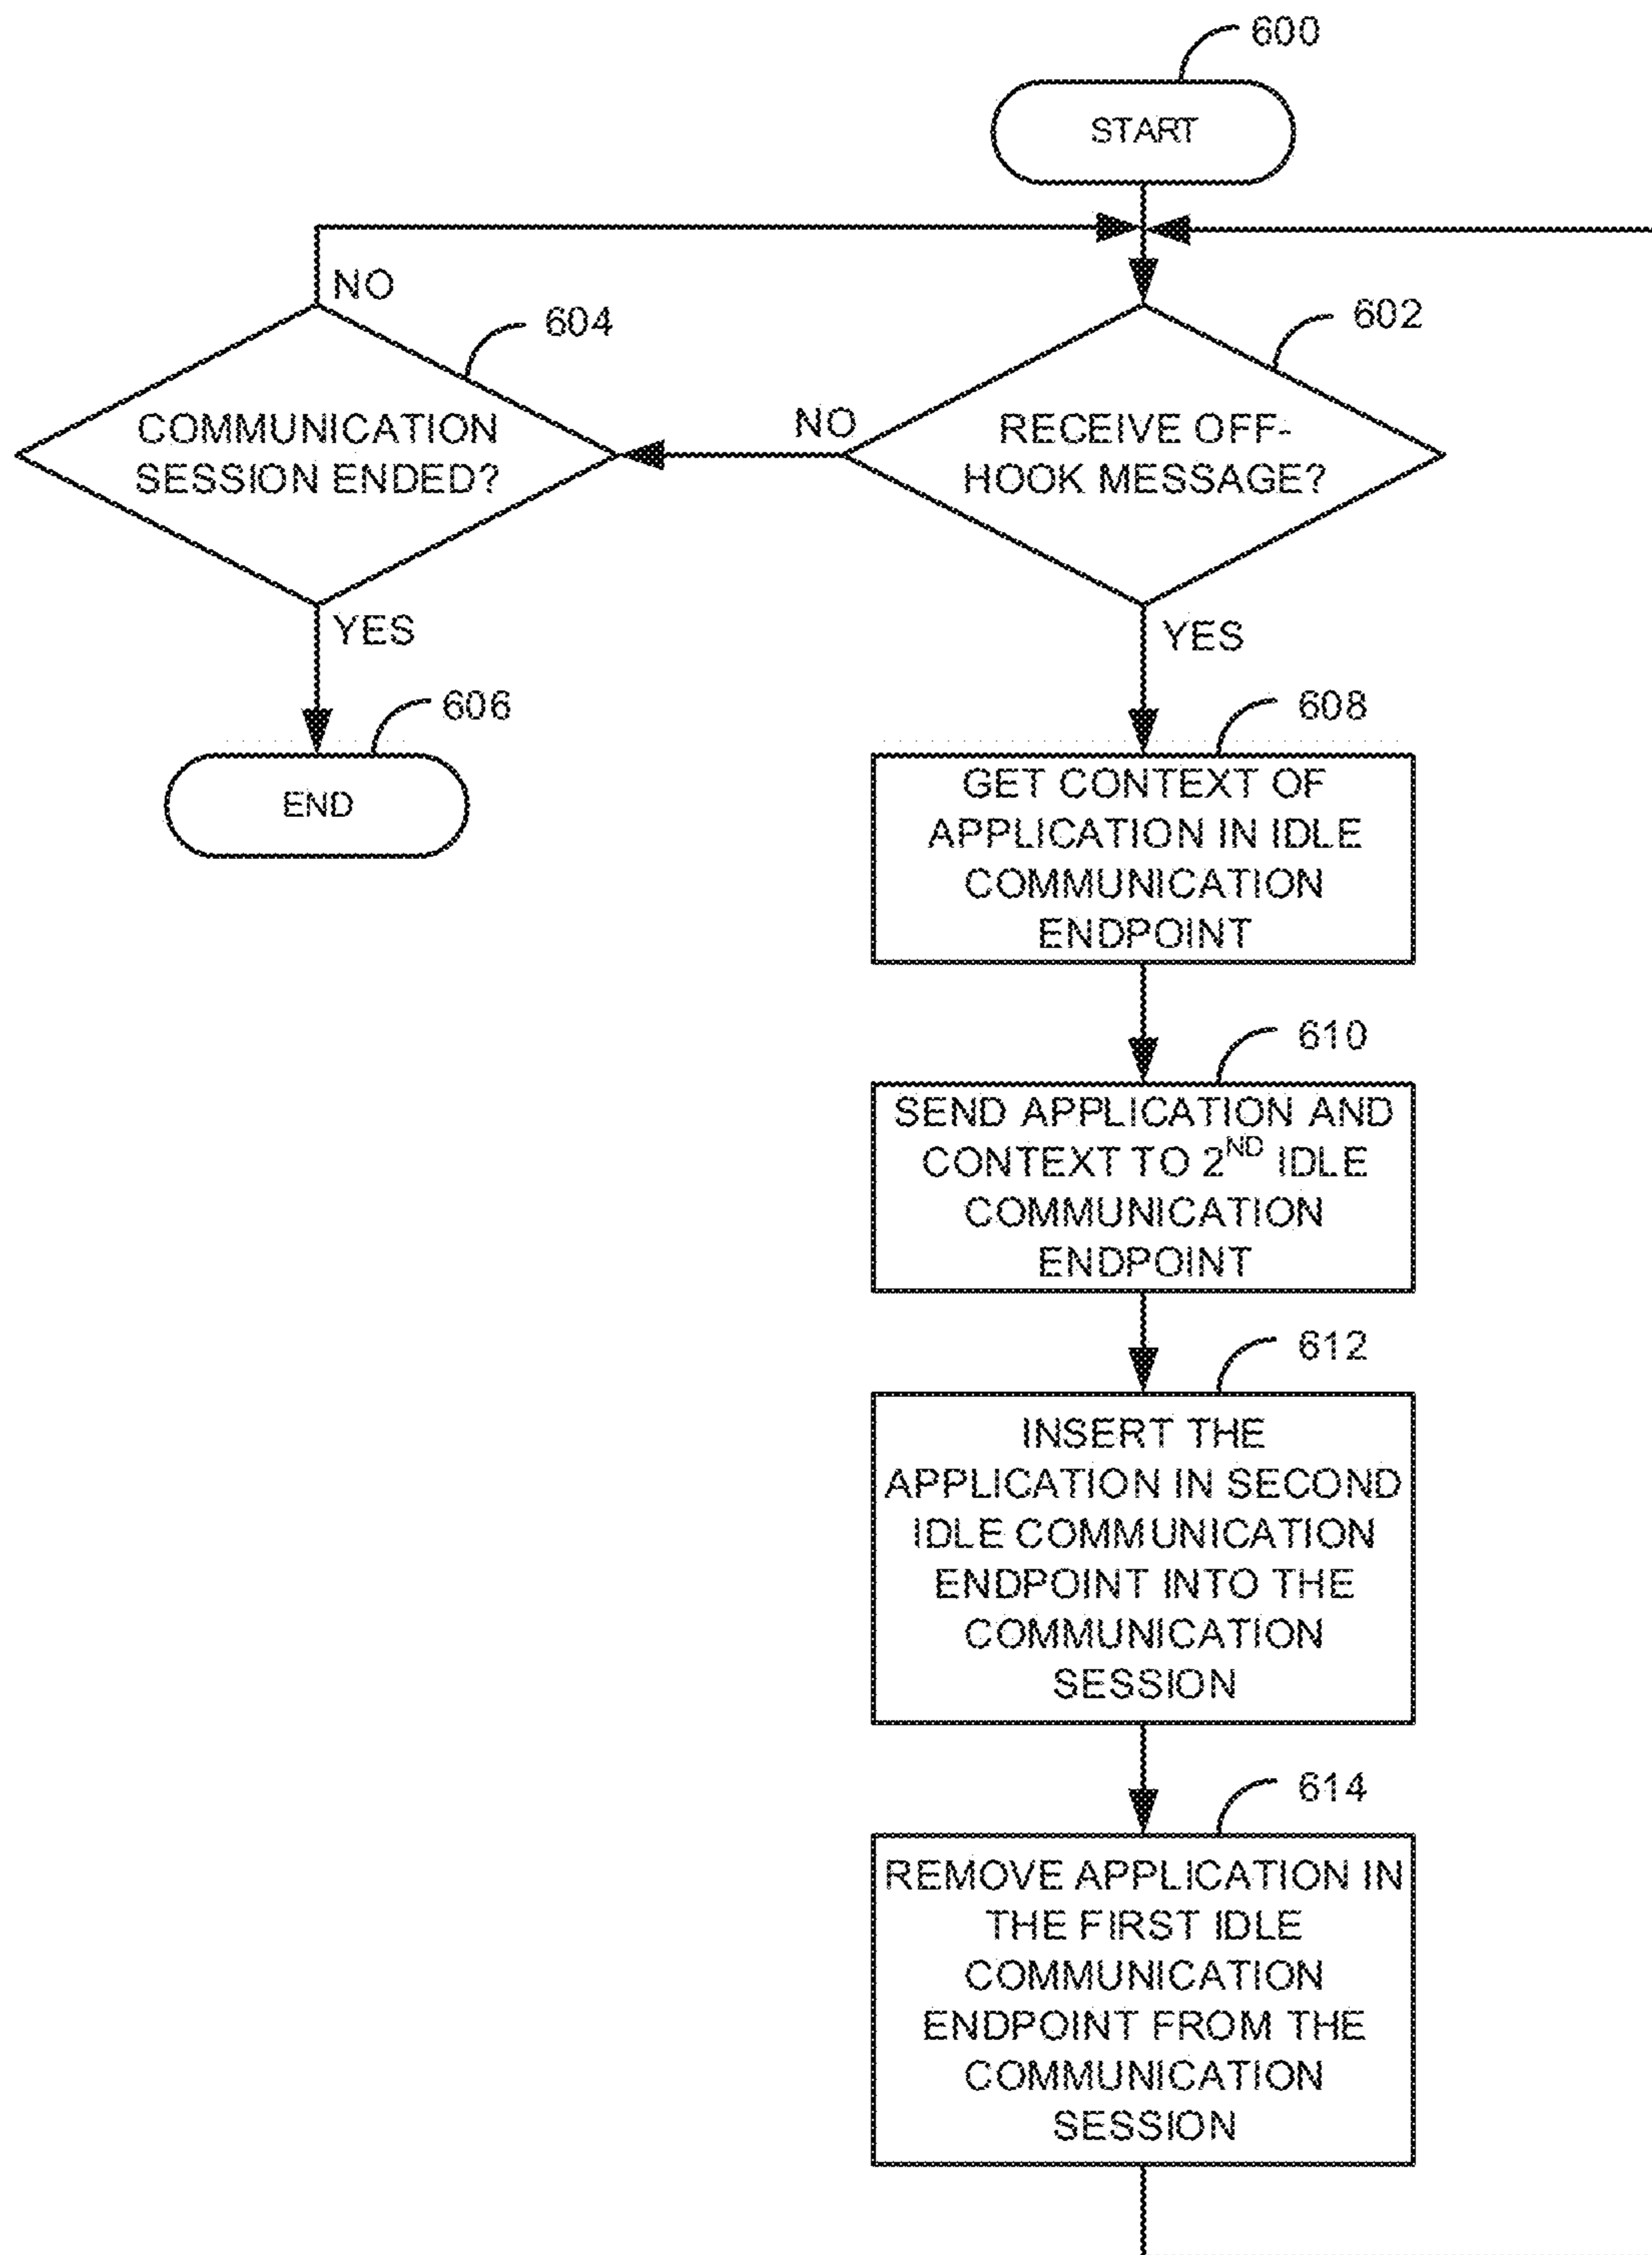 600
START
NO
604
602
COMMUNICATION
SESSION ENDED?
NO
RECEIVE OFF-
HOOK MESSAGE?
YES
YES
606
608
END
GET CONTEXT OF
APPLICATION IN IDLE
COMMUNICATION
ENDPOINT
610
SEND APPLICATION AND
CONTEXT TO 2ND IDLE
COMMUNICATION
ENDPOINT
612
INSERT THE
APPLICATION IN SECOND
IDLE COMMUNICATION
ENDPOINT INTO THE
COMMUNICATION
SESSION
614
REMOVE APPLICATION IN
THE FIRST IDLE
COMMUNICATION
ENDPOINT FROM THE
COMMUNICATION
SESSION